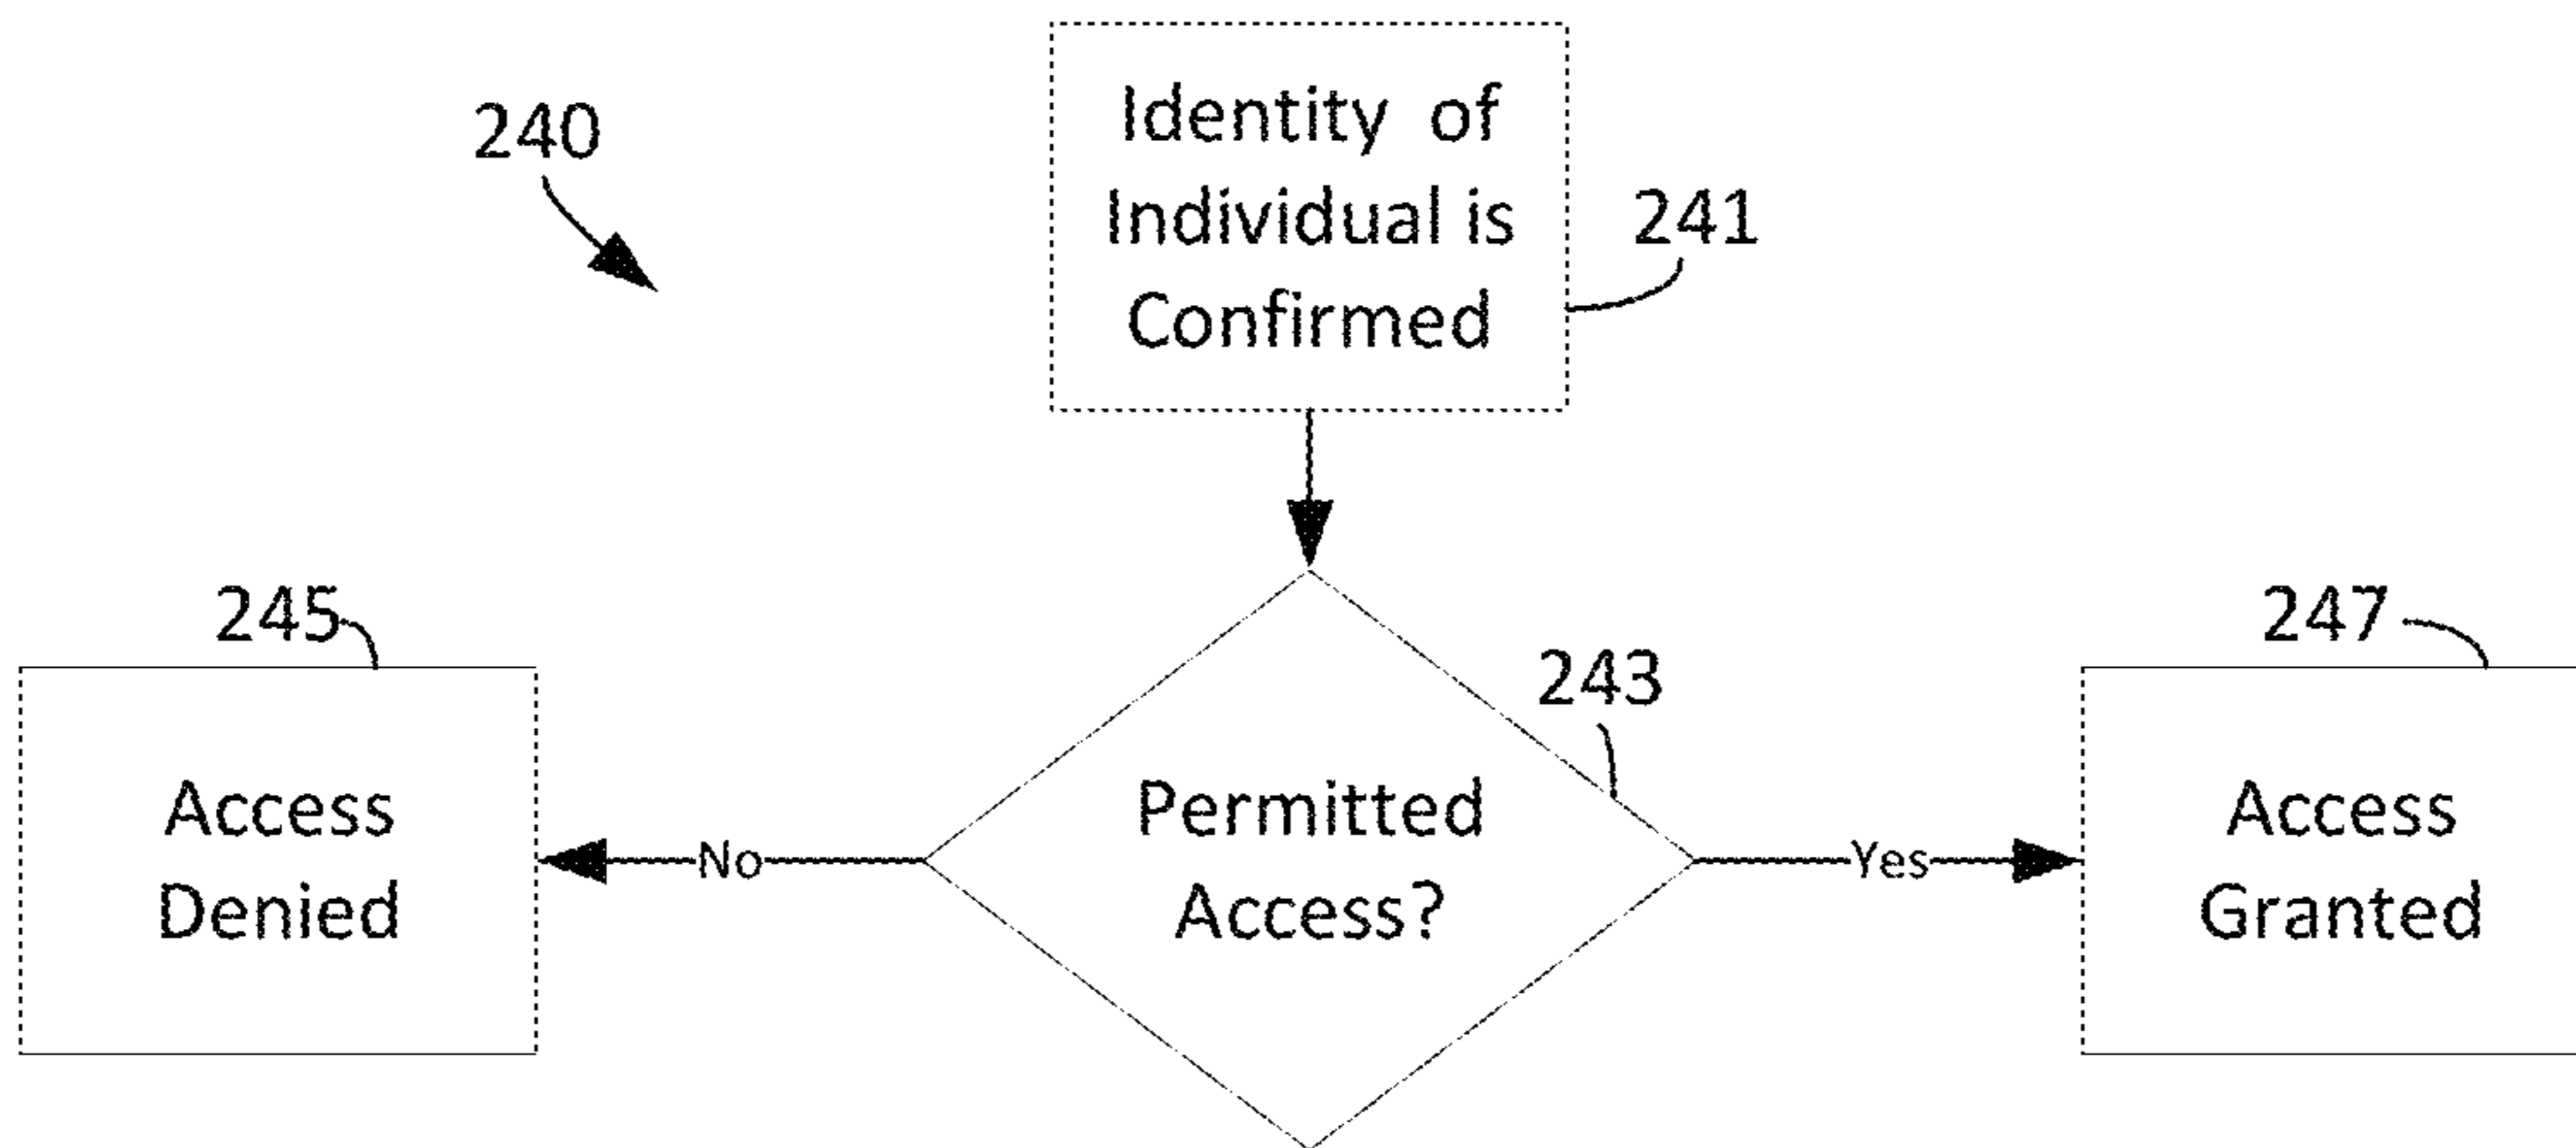 240
Identity of
Individual is
Confirmed
241
245
Access
Denied
No
Permitted
Access?
243
Yes
247
Access
Granted